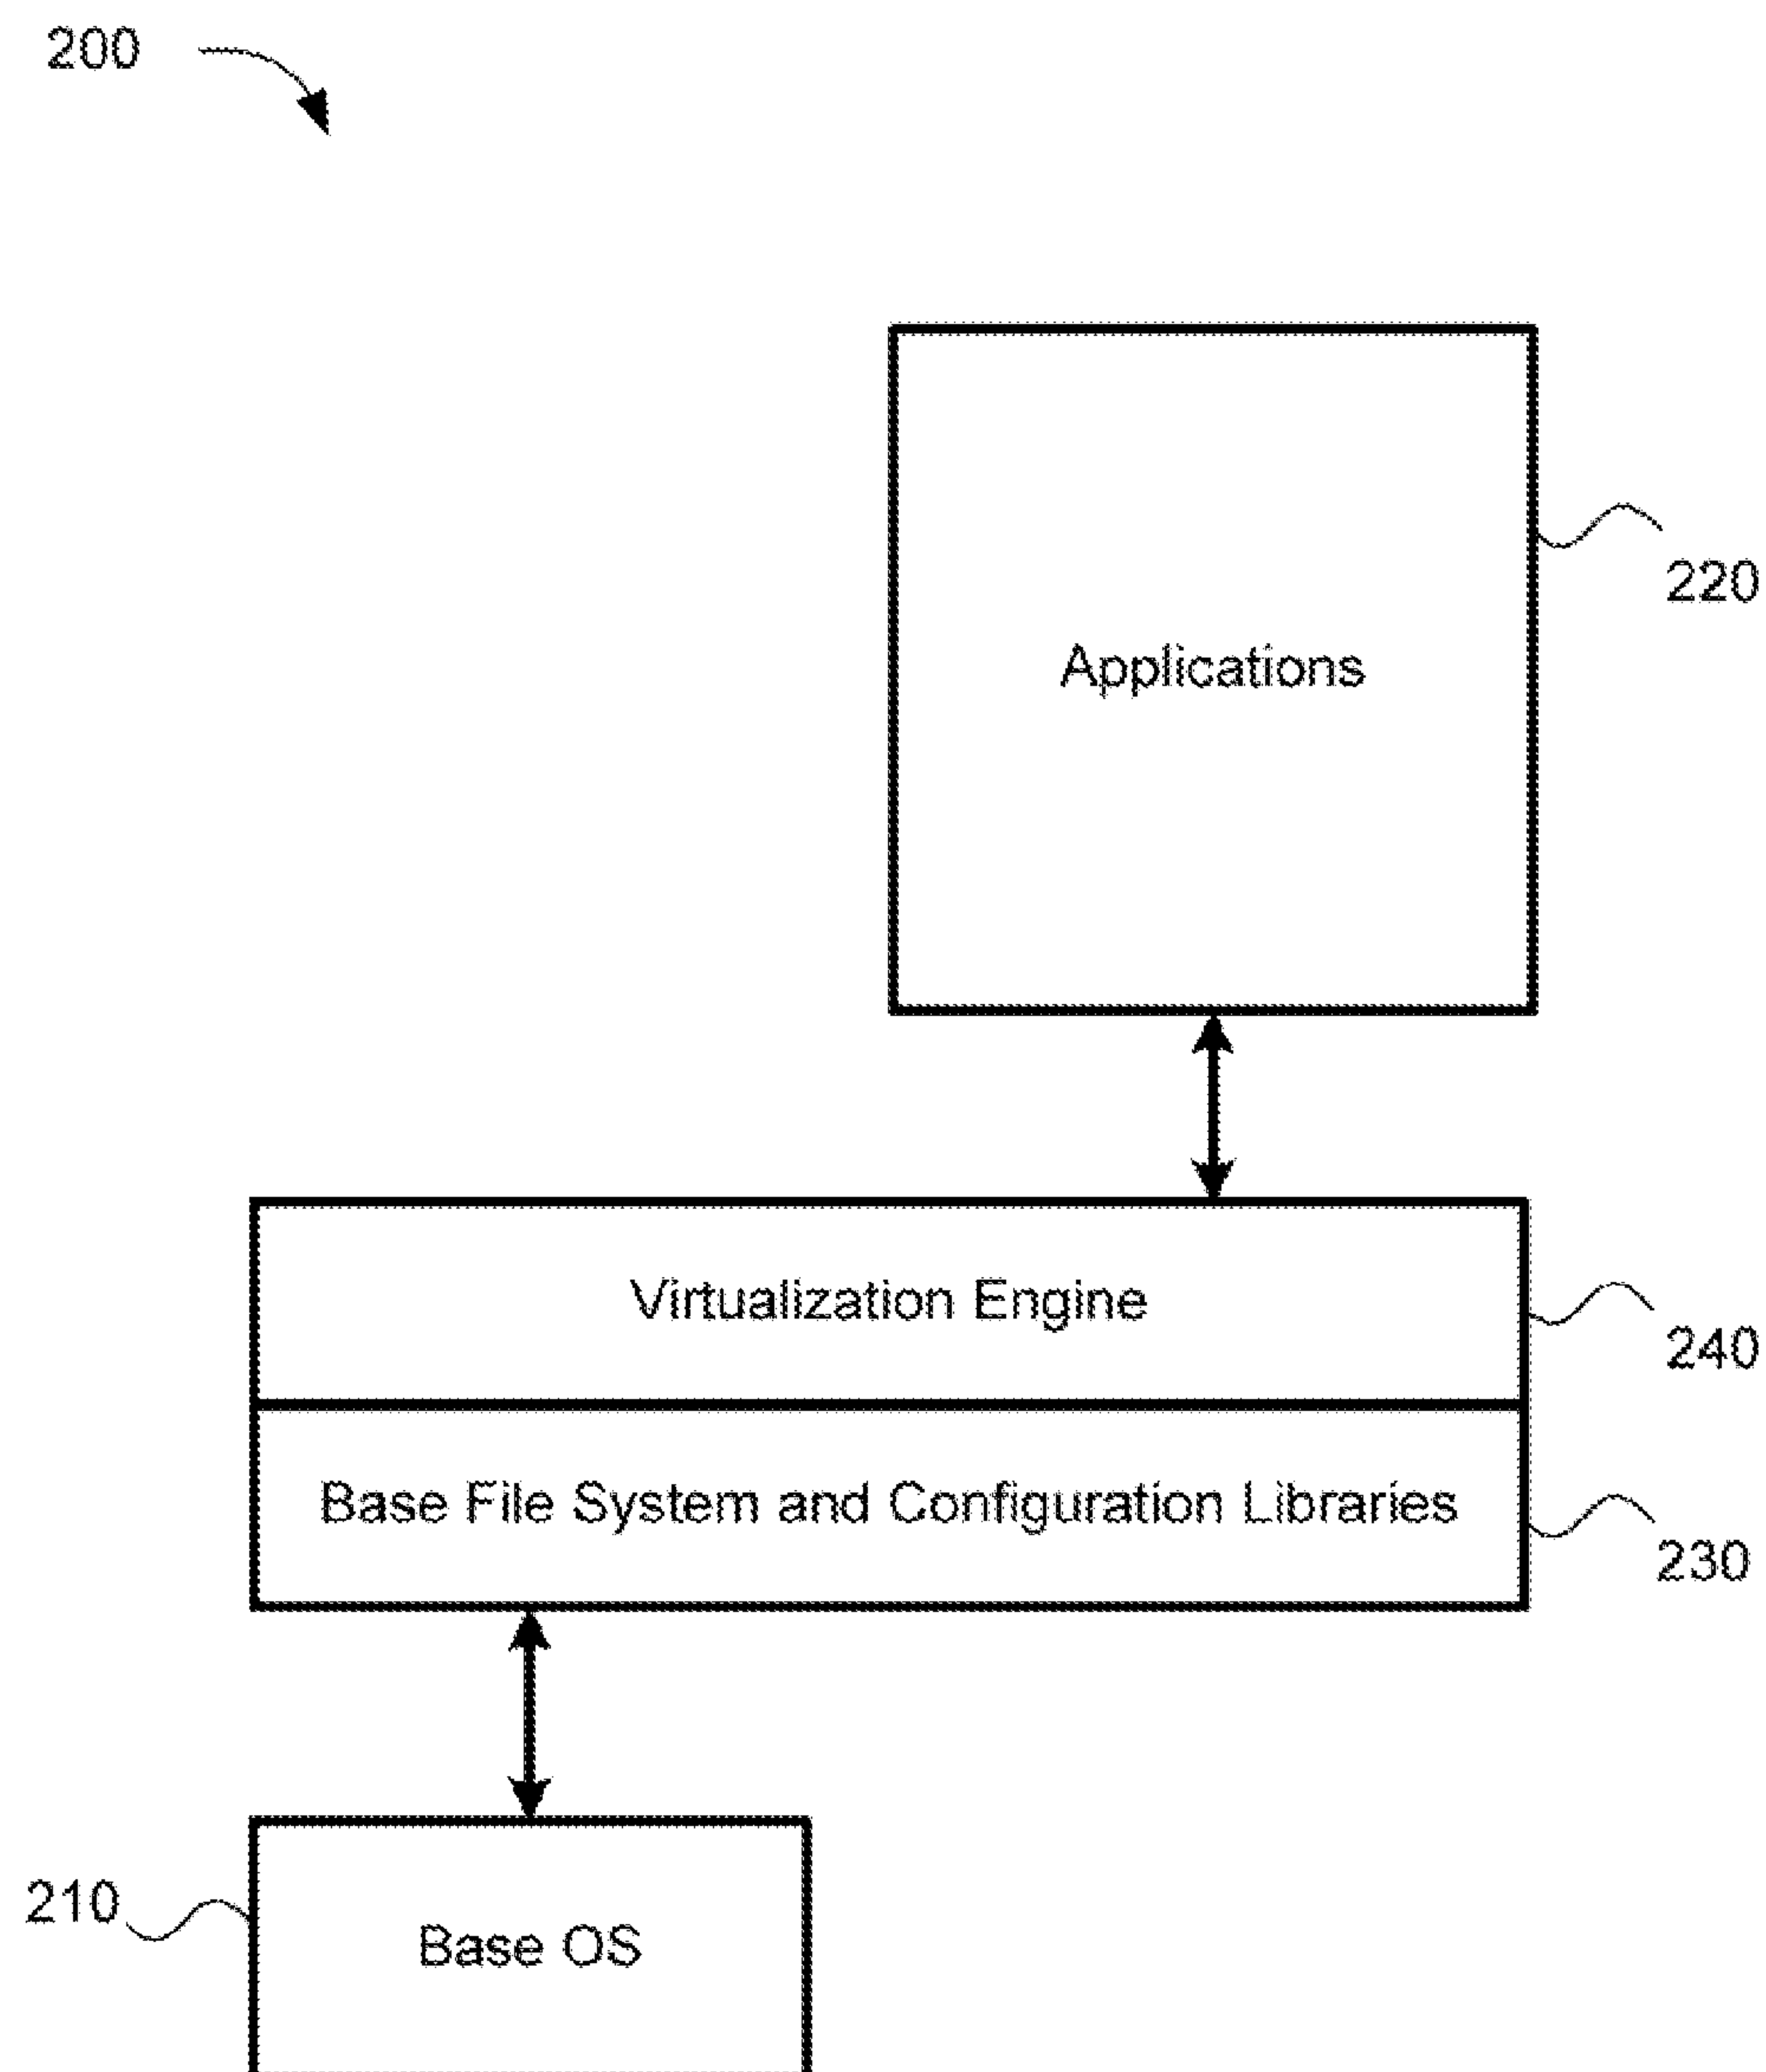 200
220
Applications
Virtualization Engine
240
Base File System and Configuration Libraries
230
210
Base OS